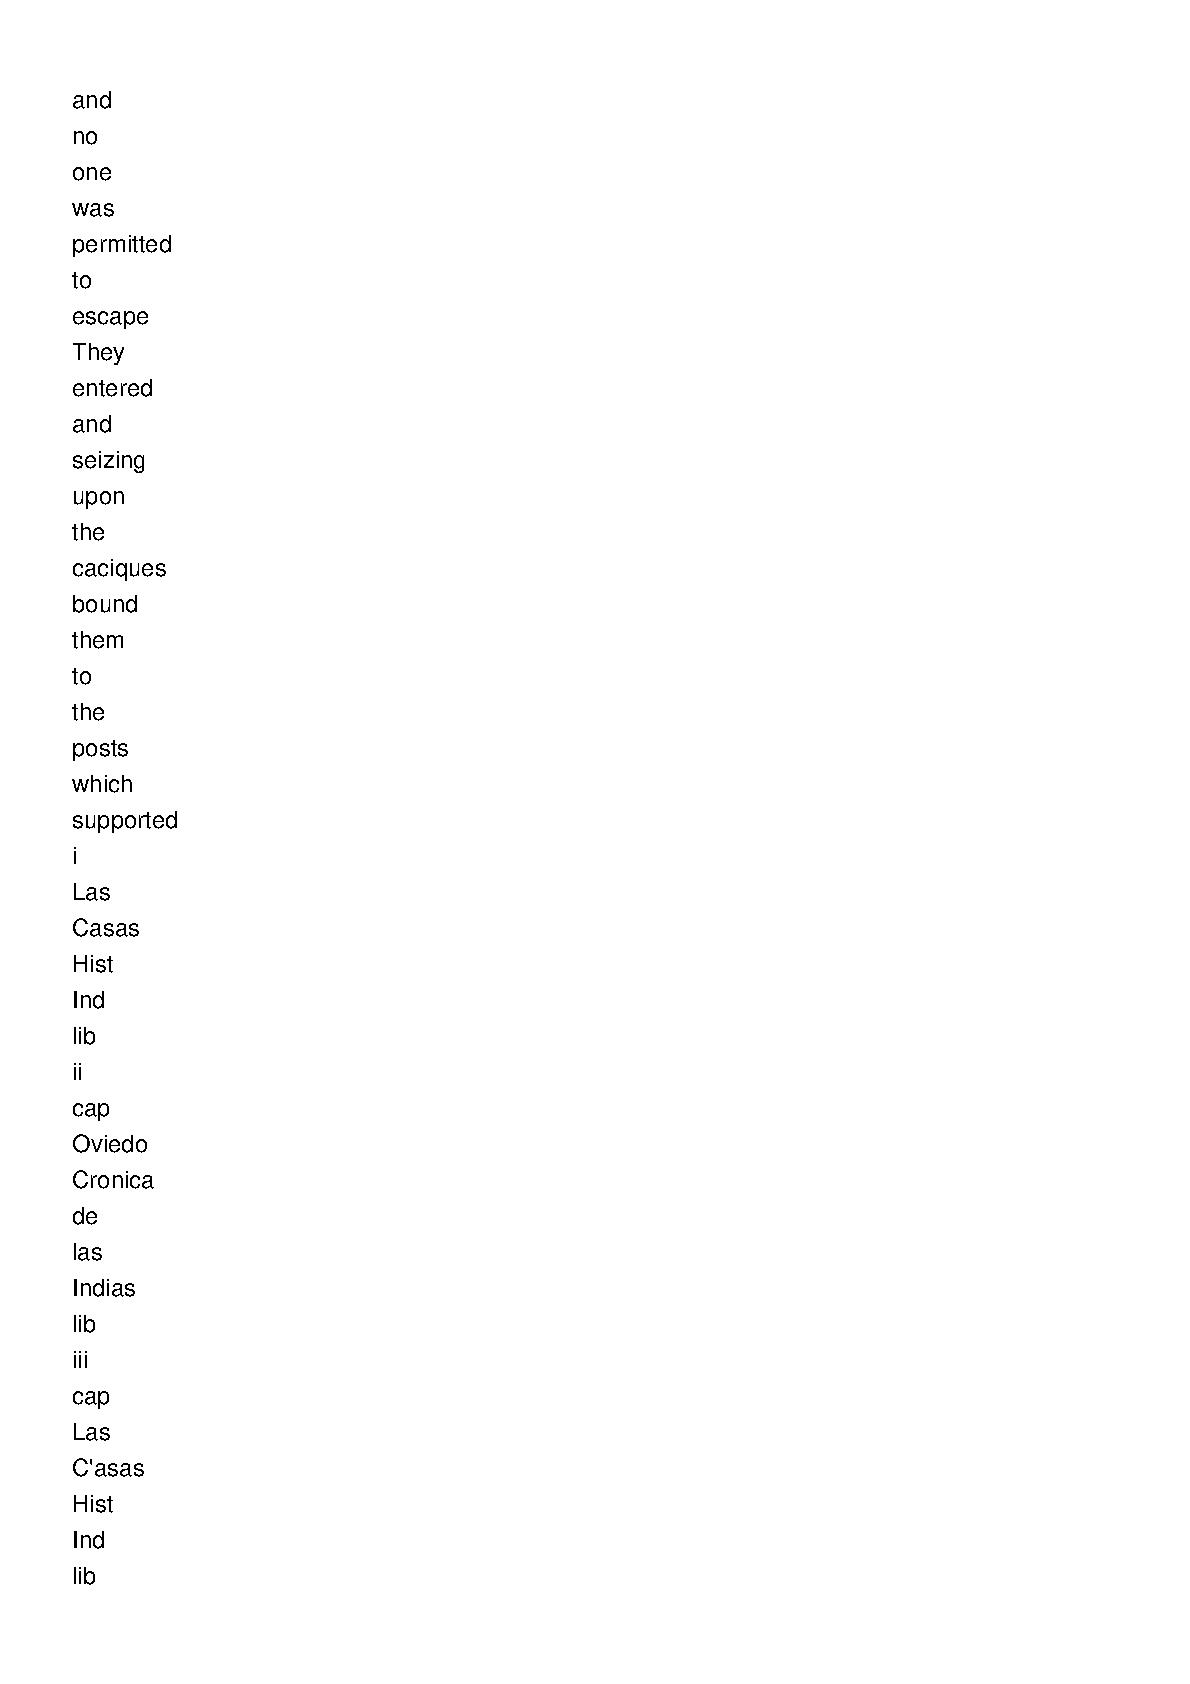 and
no
one
was
permitted
to
escape
They
entered
and
seizing
upon
the
caciques
bound
them
to
the
posts
which
supported
i
Las
Casas
Hist
Ind
lib
ii
cap
Oviedo
Cronica
de
las
Indias
lib
iii
cap
Las
C'asas
Hist
Ind
lib